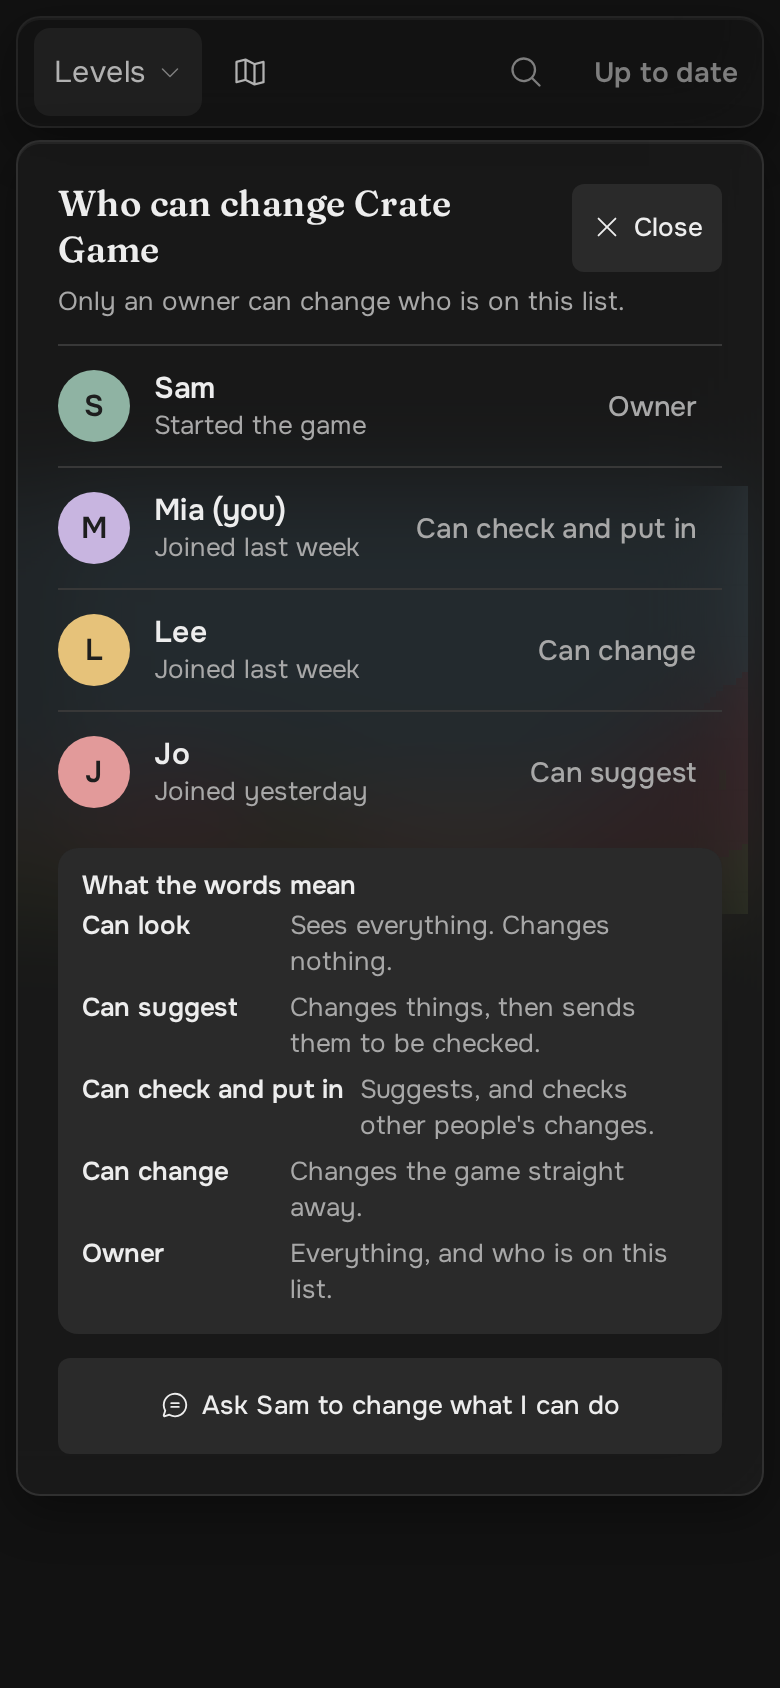 Levels
Up to date
Who can change Crate
Game
Close
Only an owner can change who is on this list.
S
Sam
Started the game
Owner
M
Mia (you)
Joined last week
Can check and put in
L
Lee
Joined last week
Can change
J
Jo
Joined yesterday
Can suggest
What the words mean
Can look
Sees everything. Changes
nothing.
Can suggest
Changes things, then sends
them to be checked.
Can check and put in
Suggests, and checks
other people's changes.
Can change
Changes the game straight
away.
Owner
Everything, and who is on this
list.
Ask Sam to change what I can do